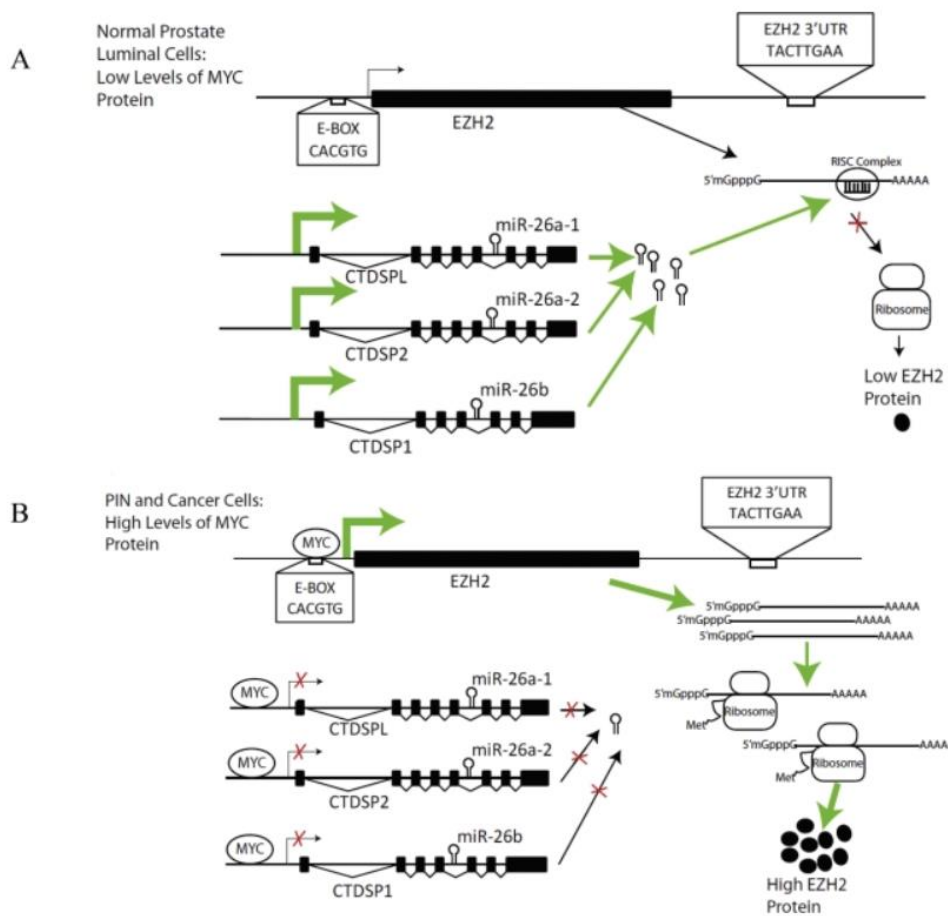 A
Normal Prostate
Luminal Cells:
Low Levels of MYC
Protein
EZH2 3'UTR
TACTTGAA
E-BOX
CACGTG
EZH2
RISC Complex
5'mGpppG
AAAAA
miR-26a-1
CTDSPL
miR-26a-2
CTDSP2
miR-26b
CTDSP1
Ribosome
Low EZH2
Protein
B
PIN and Cancer Cells:
High Levels of MYC
Protein
EZH2 3'UTR
TACTTGAA
MYC
E-BOX
CACGTG
EZH2
5'mGpppG AAAAA
5'mGpppG AAAAA
5'mGpppG AAAAA
MYC
miR-26a-1
CTDSPL
MYC
miR-26a-2
CTDSP2
MYC
miR-26b
CTDSP1
5'mGpppG AAAAA
Ribosome
Met
5'mGpppG AAAA
Ribosome
Met
High EZH2
Protein